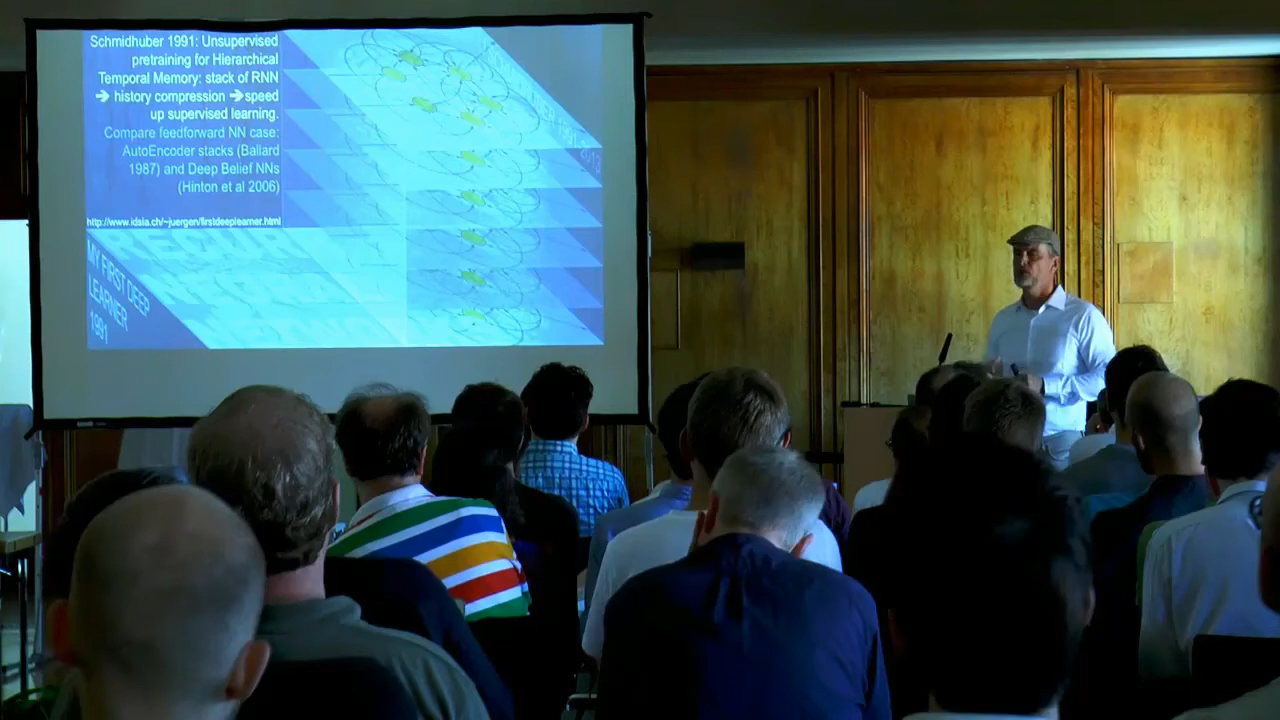 Schmidhuber 1991: Unsupervised
pretraining for Hierarchical
Temporal Memory: stack of RNN
➔ history compression ➔speed
up supervised learning.
Compare feedforward NN case:
AutoEncoder stacks (Ballard
1987) and Deep Belief NNs
(Hinton et al 2006)
http://www.idsia.ch/~juergen/firstdeeplearner.html
MY FIRST DEEP
LEARNER
1991